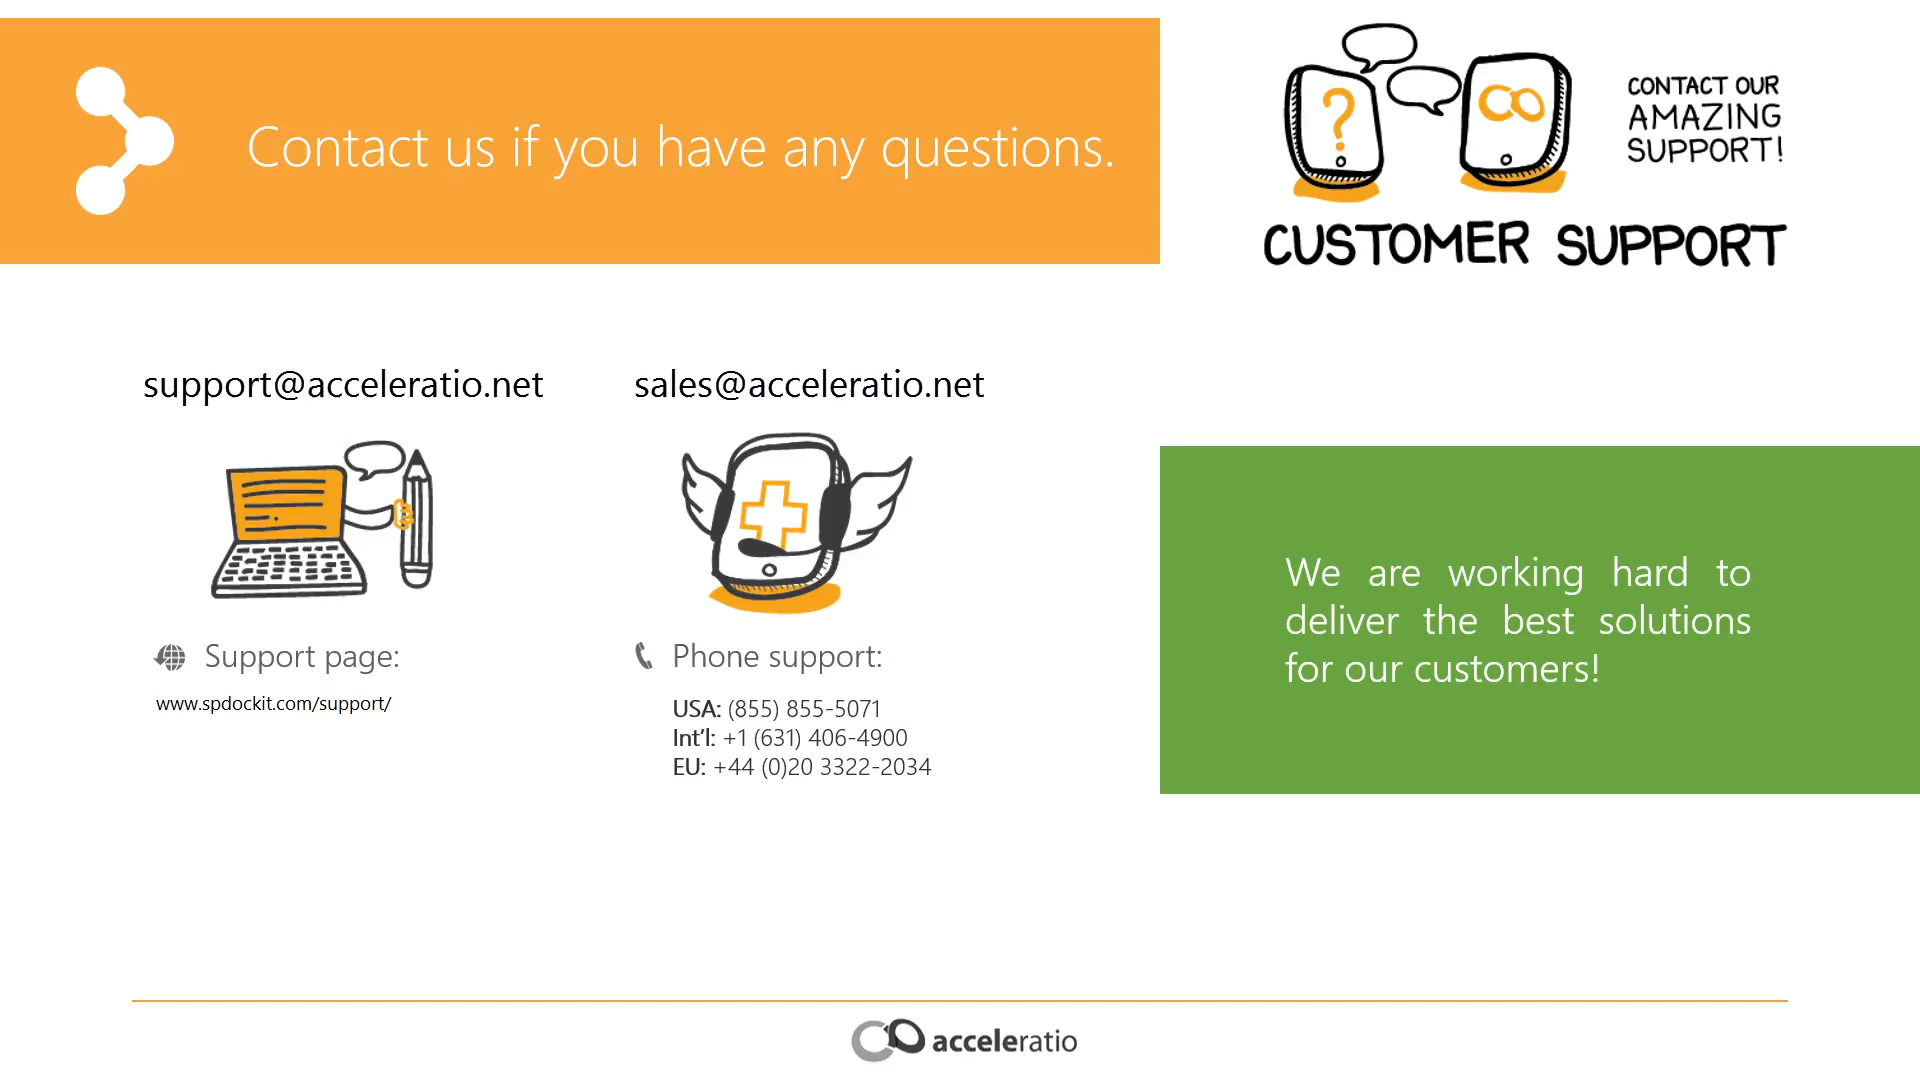 Contact us if you have any questions.
CONTACT OUR
AMAZING
SUPPORT!
CUSTOMER SUPPORT
support@acceleratio.net
sales@acceleratio.net
Support page:
www.spdockit.com/support/
Phone support:
USA: (855) 855-5071
Int'l: +1 (631) 406-4900
EU: +44 (0)20 3322-2034
We are working hard to
deliver the best solutions
for our customers!
acceleratio